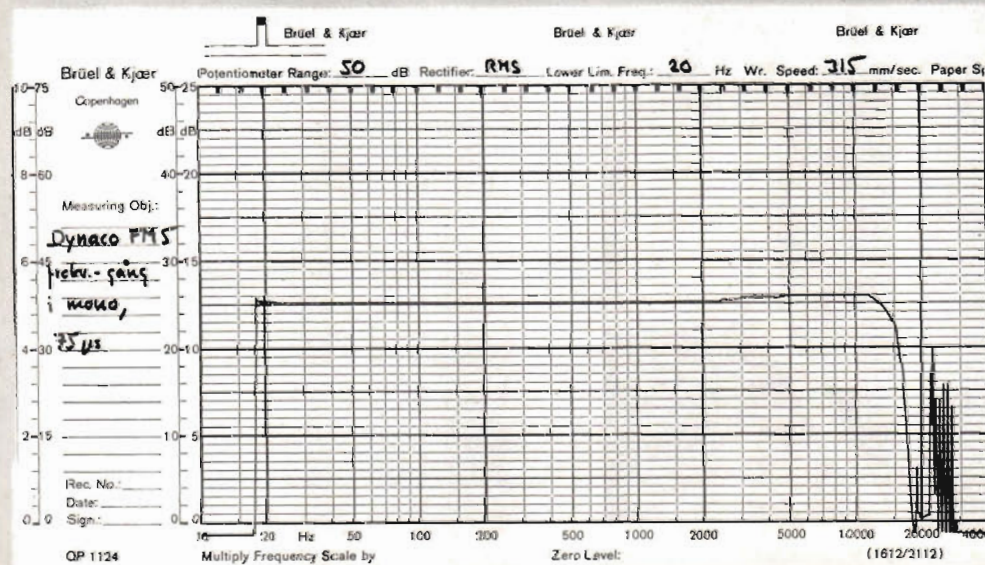 Brüel & Kjær Brüel & Kjær Brüel & Kjær
Brüel & Kjær Potentiometer Range: 50 dB Rectifier: RMS Lower Lim. Freq.: 20 Hz Wr. Speed: 315 mm/sec. Paper Sp
10-75 50-25
Copenhagen
dB dB dB dB
8-60 40-20
Measuring Obj.:
Dynaco FM5
6-45 30-15
frekv.-gång
i mono,
75 µs
4-30 20-10
2-15 10-5
Rec. No.:
Date:
Sign.:
0-0 0-0
10 20 Hz 50 100 200 500 1000 2000 5000 10000 20000 4000
QP 1124 Multiply Frequency Scale by Zero Level: (1612/2112)